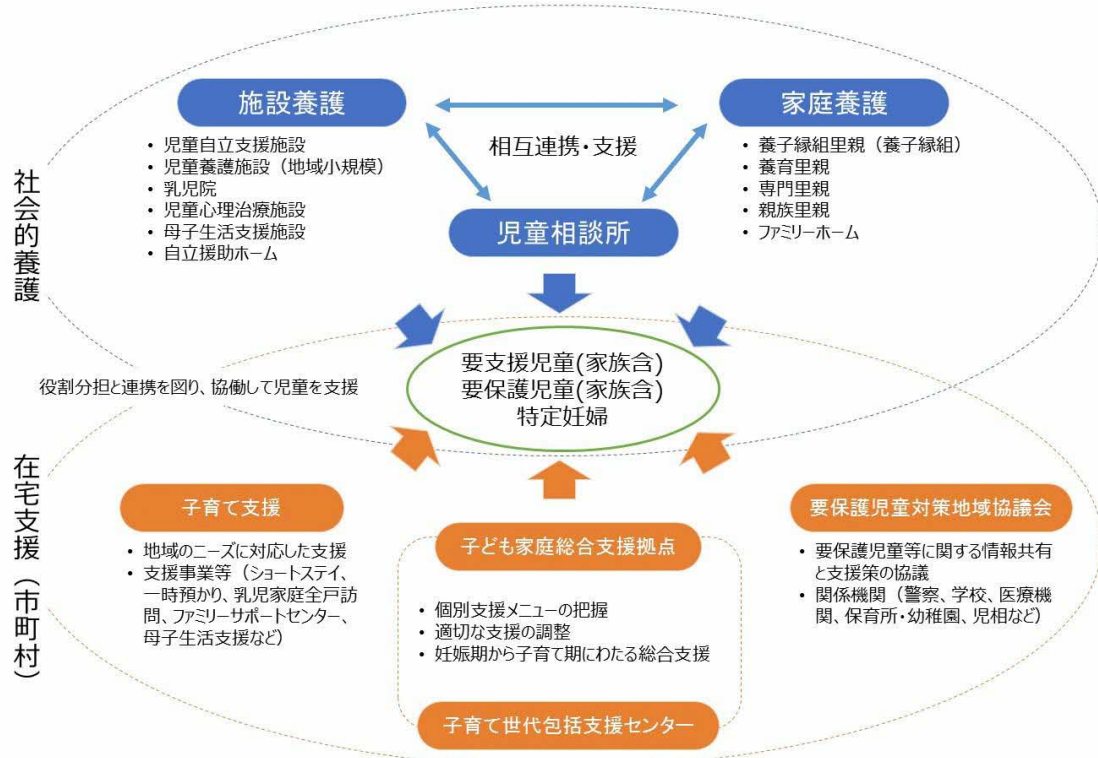 社会的養護
施設養護
• 児童自立支援施設
• 児童養護施設（地域小規模）
• 乳児院
• 児童心理治療施設
• 母子生活支援施設
• 自立援助ホーム
相互連携・支援
家庭養護
• 養子縁組里親（養子縁組）
• 養育里親
• 専門里親
• 親族里親
• ファミリーホーム
児童相談所
役割分担と連携を図り、協働して児童を支援
要支援児童(家族含)
要保護児童(家族含)
特定妊婦
在宅支援（市町村）
子育て支援
• 地域のニーズに対応した支援
• 支援事業等（ショートステイ、
一時預かり、乳児家庭全戸訪
問、ファミリーサポートセンター、
母子生活支援など）
子ども家庭総合支援拠点
• 個別支援メニューの把握
• 適切な支援の調整
• 妊娠期から子育て期にわたる総合支援
子育て世代包括支援センター
要保護児童対策地域協議会
• 要保護児童等に関する情報共有
と支援策の協議
• 関係機関（警察、学校、医療機
関、保育所・幼稚園、児相など）